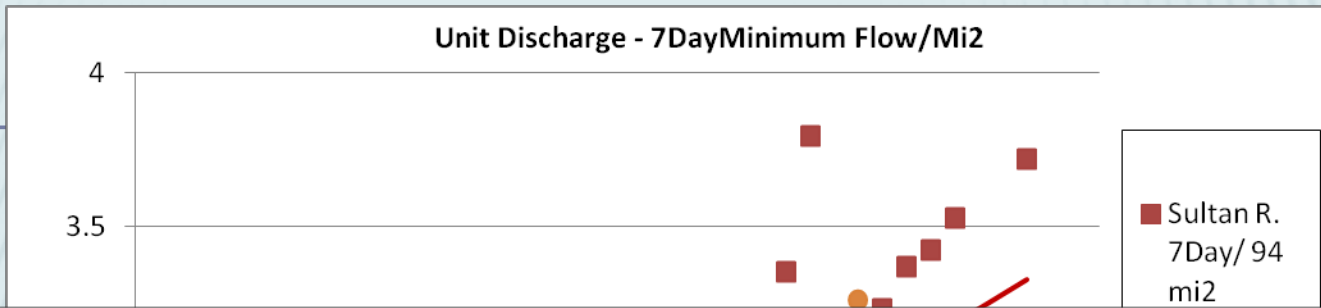 Unit Discharge - 7DayMinimum Flow/Mi2
4
3.5
Sultan R.
7Day/ 94
mi2